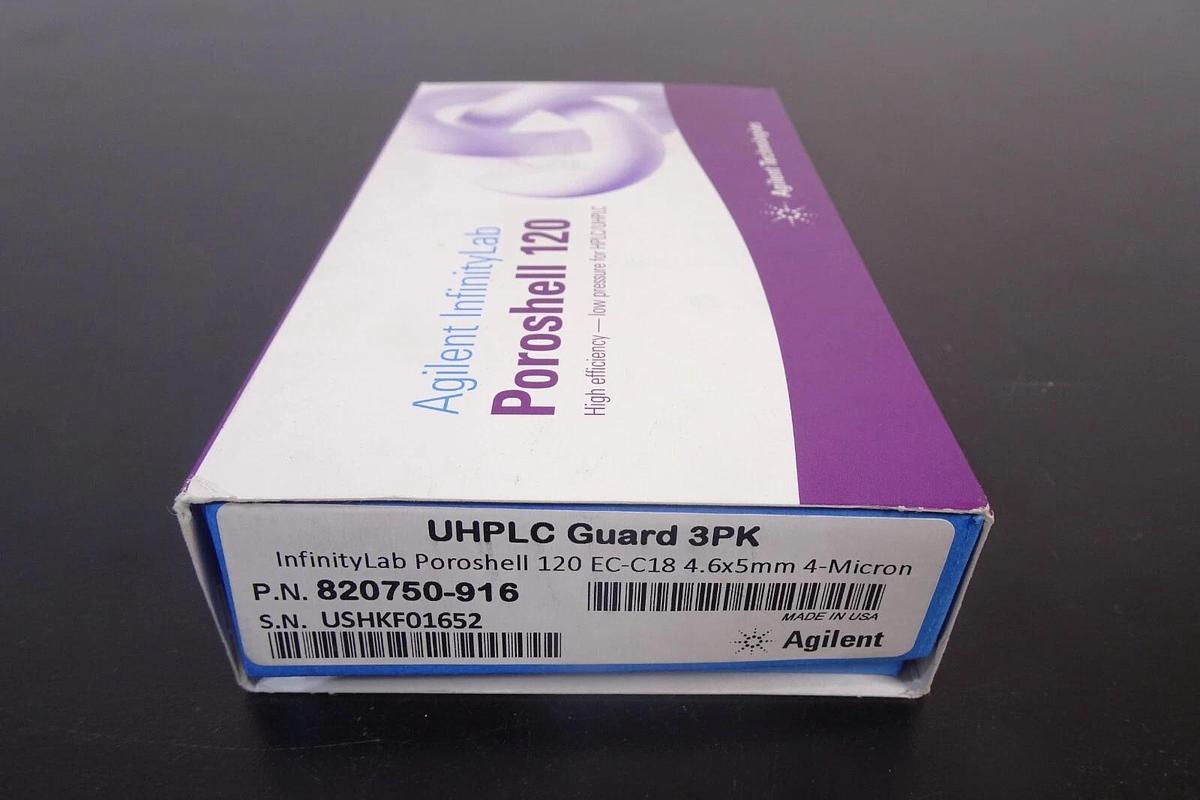 Agilent InfinityLab
Poroshell 120
High efficiency — low pressure for HPLC/UHPLC
Agilent Technologies
UHPLC Guard 3PK
InfinityLab Poroshell 120 EC-C18 4.6x5mm 4-Micron
P.N. 820750-916
S.N. USHKF01652
MADE IN USA
Agilent